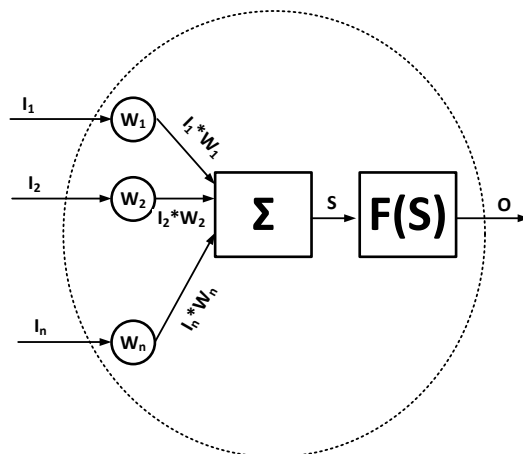 I₁
W₁
I₁*W₁
I₂
W₂
I₂*W₂
Σ
S
F(S)
O
Iₙ
Wₙ
Iₙ*Wₙ